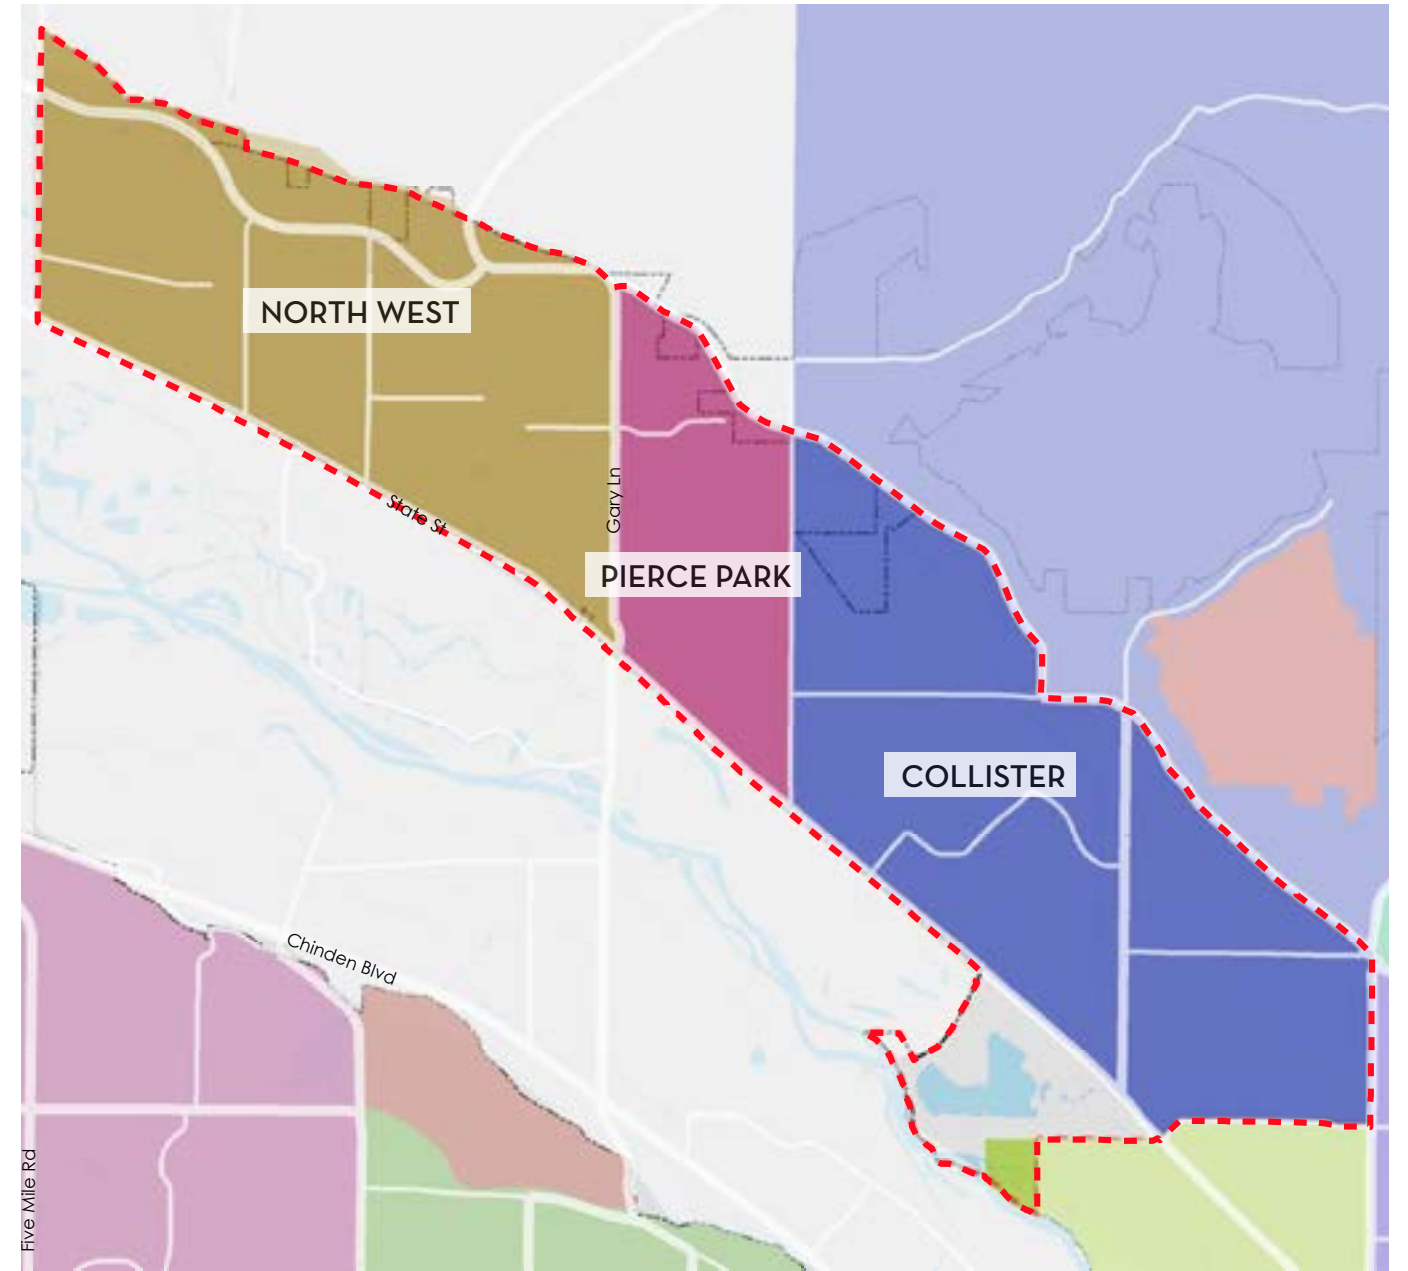 NORTH WEST
Gary Ln
State St
PIERCE PARK
COLLISTER
Chinden Blvd
Five Mile Rd